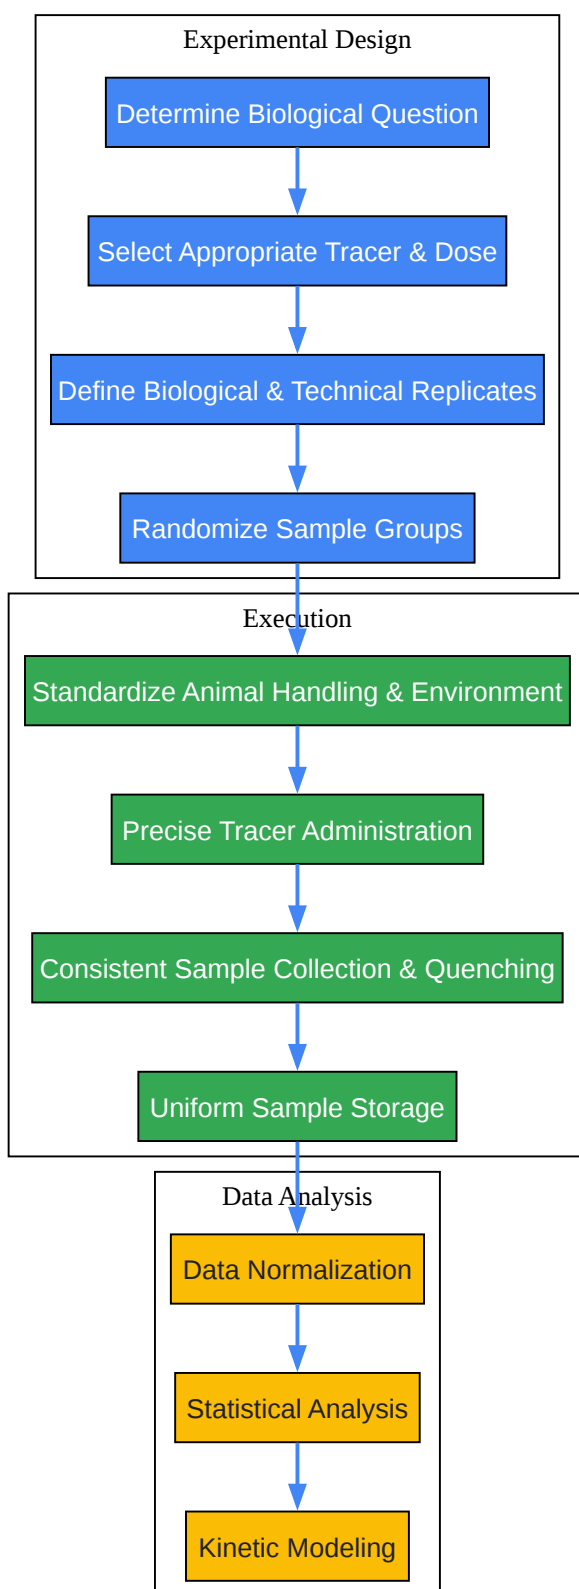 Experimental Design
Determine Biological Question
Select Appropriate Tracer & Dose
Define Biological & Technical Replicates
Randomize Sample Groups
Execution
Standardize Animal Handling & Environment
Precise Tracer Administration
Consistent Sample Collection & Quenching
Uniform Sample Storage
Data Analysis
Data Normalization
Statistical Analysis
Kinetic Modeling